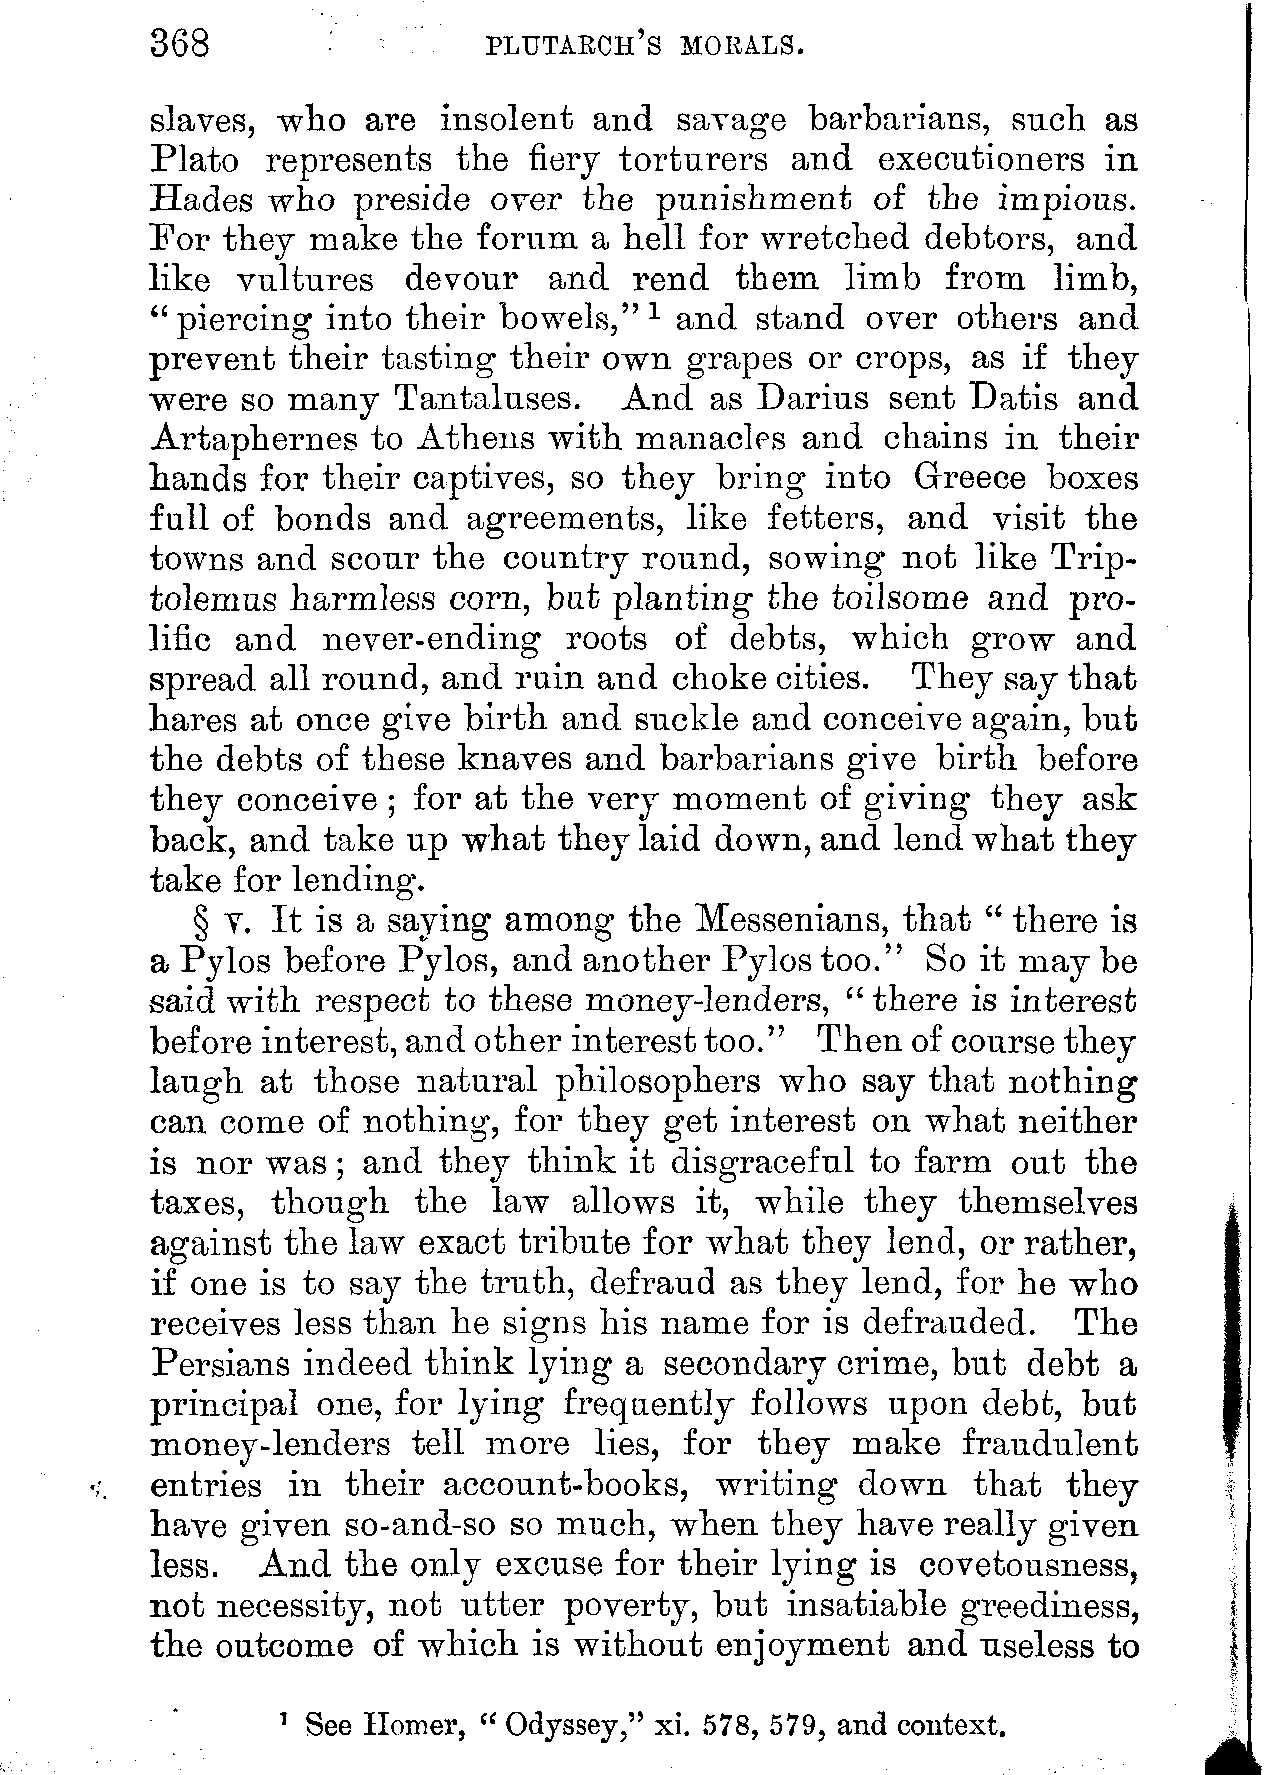 368 PLUTARCH'S MORALS.
slaves, who are insolent and savage barbarians, such as
Plato represents the fiery torturers and executioners in
Hades who preside over the punishment of the impious.
For they make the forum a hell for wretched debtors, and
like vultures devour and rend them limb from limb,
“piercing into their bowels,”¹ and stand over others and
prevent their tasting their own grapes or crops, as if they
were so many Tantaluses. And as Darius sent Datis and
Artaphernes to Athens with manacles and chains in their
hands for their captives, so they bring into Greece boxes
full of bonds and agreements, like fetters, and visit the
towns and scour the country round, sowing not like Trip-
tolemus harmless corn, but planting the toilsome and pro-
lific and never-ending roots of debts, which grow and
spread all round, and ruin and choke cities. They say that
hares at once give birth and suckle and conceive again, but
the debts of these knaves and barbarians give birth before
they conceive; for at the very moment of giving they ask
back, and take up what they laid down, and lend what they
take for lending.
§ v. It is a saying among the Messenians, that “there is
a Pylos before Pylos, and another Pylos too.” So it may be
said with respect to these money-lenders, “there is interest
before interest, and other interest too.” Then of course they
laugh at those natural philosophers who say that nothing
can come of nothing, for they get interest on what neither
is nor was; and they think it disgraceful to farm out the
taxes, though the law allows it, while they themselves
against the law exact tribute for what they lend, or rather,
if one is to say the truth, defraud as they lend, for he who
receives less than he signs his name for is defrauded. The
Persians indeed think lying a secondary crime, but debt a
principal one, for lying frequently follows upon debt, but
money-lenders tell more lies, for they make fraudulent
entries in their account-books, writing down that they
have given so-and-so so much, when they have really given
less. And the only excuse for their lying is covetousness,
not necessity, not utter poverty, but insatiable greediness,
the outcome of which is without enjoyment and useless to
¹ See Homer, “Odyssey,” xi. 578, 579, and context.